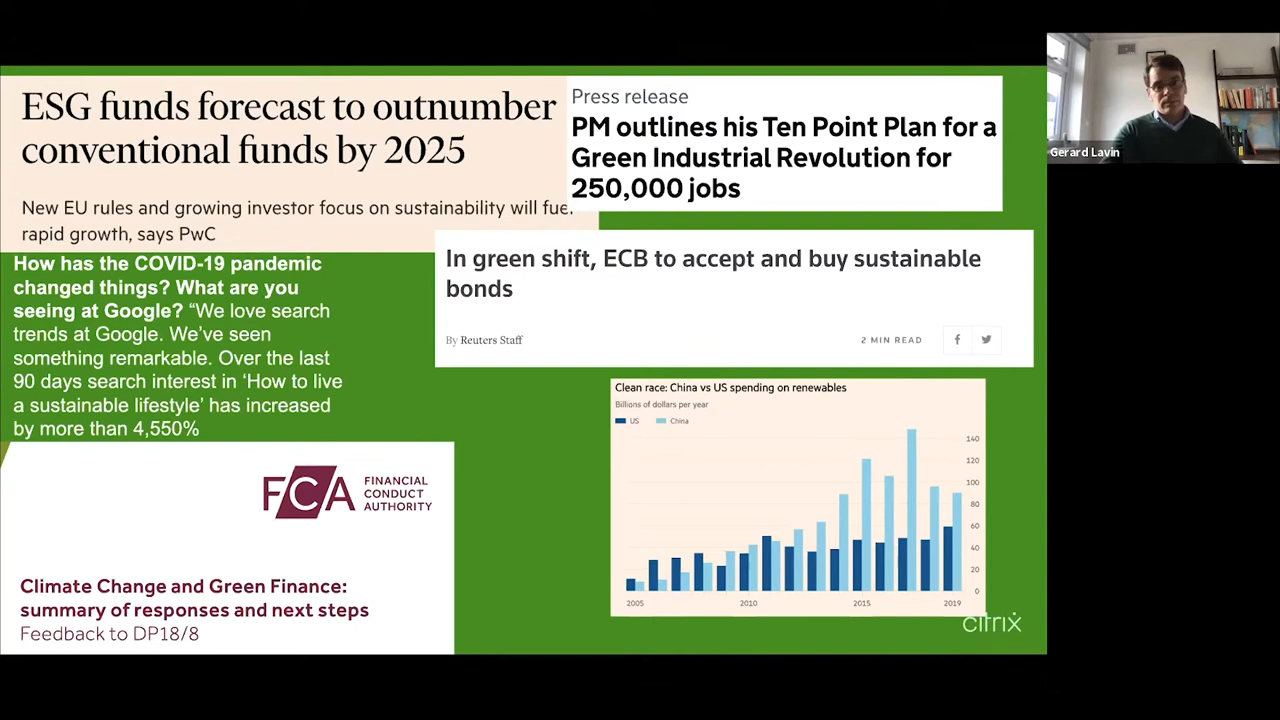 ESG funds forecast to outnumber
conventional funds by 2025
New EU rules and growing investor focus on sustainability will fuel
rapid growth, says PwC
Press release
PM outlines his Ten Point Plan for a
Green Industrial Revolution for
250,000 jobs
Gerard Lavin
In green shift, ECB to accept and buy sustainable
bonds
By Reuters Staff
2 MIN READ
How has the COVID-19 pandemic
changed things? What are you
seeing at Google? “We love search
trends at Google. We’ve seen
something remarkable. Over the last
90 days search interest in ‘How to live
a sustainable lifestyle’ has increased
by more than 4,550%
FCA FINANCIAL
CONDUCT
AUTHORITY
Climate Change and Green Finance:
summary of responses and next steps
Feedback to DP18/8
Clean race: China vs US spending on renewables
Billions of dollars per year
US China
140
120
100
80
60
40
20
0
2005 2010 2015 2019
citrix